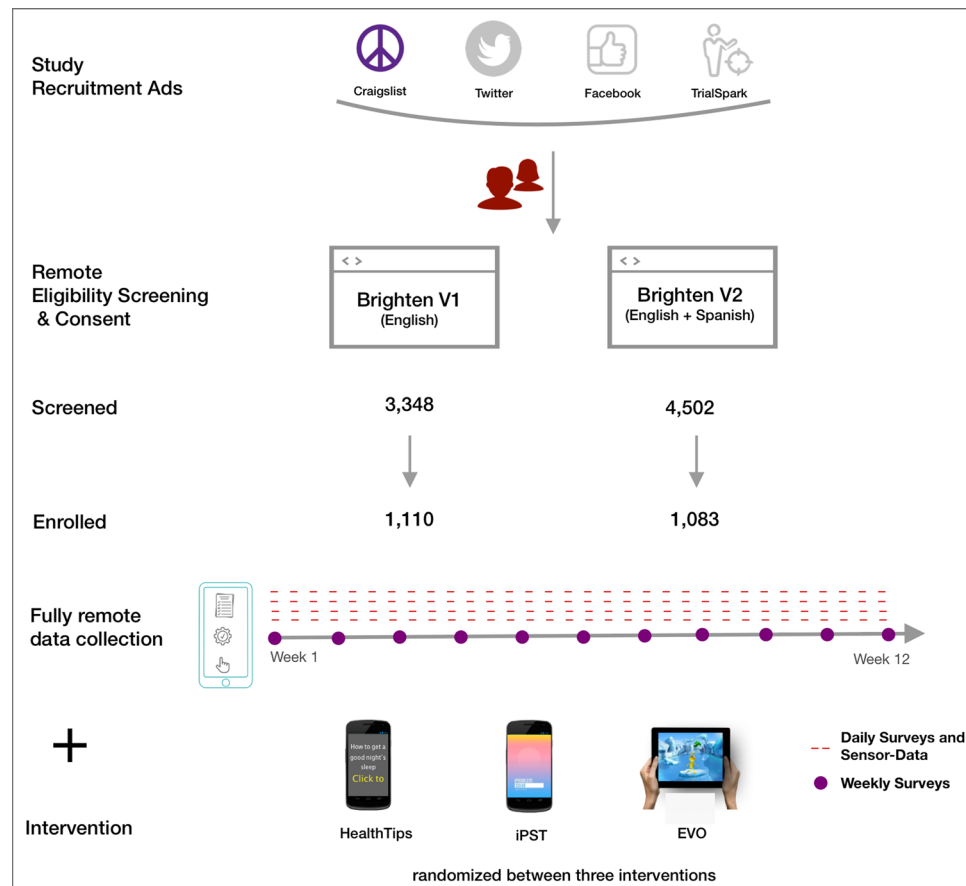 Study
Recruitment Ads
Craigslist
Twitter
Facebook
TrialSpark
Remote
Eligibility Screening
& Consent
< >
Brighten V1
(English)
< >
Brighten V2
(English + Spanish)
Screened
3,348
4,502
Enrolled
1,110
1,083
Fully remote
data collection
Week 1
Week 12
+
Intervention
How to get a
good night's
sleep
Click to
HealthTips
iPST
EVO
Daily Surveys and
Sensor-Data
Weekly Surveys
randomized between three interventions